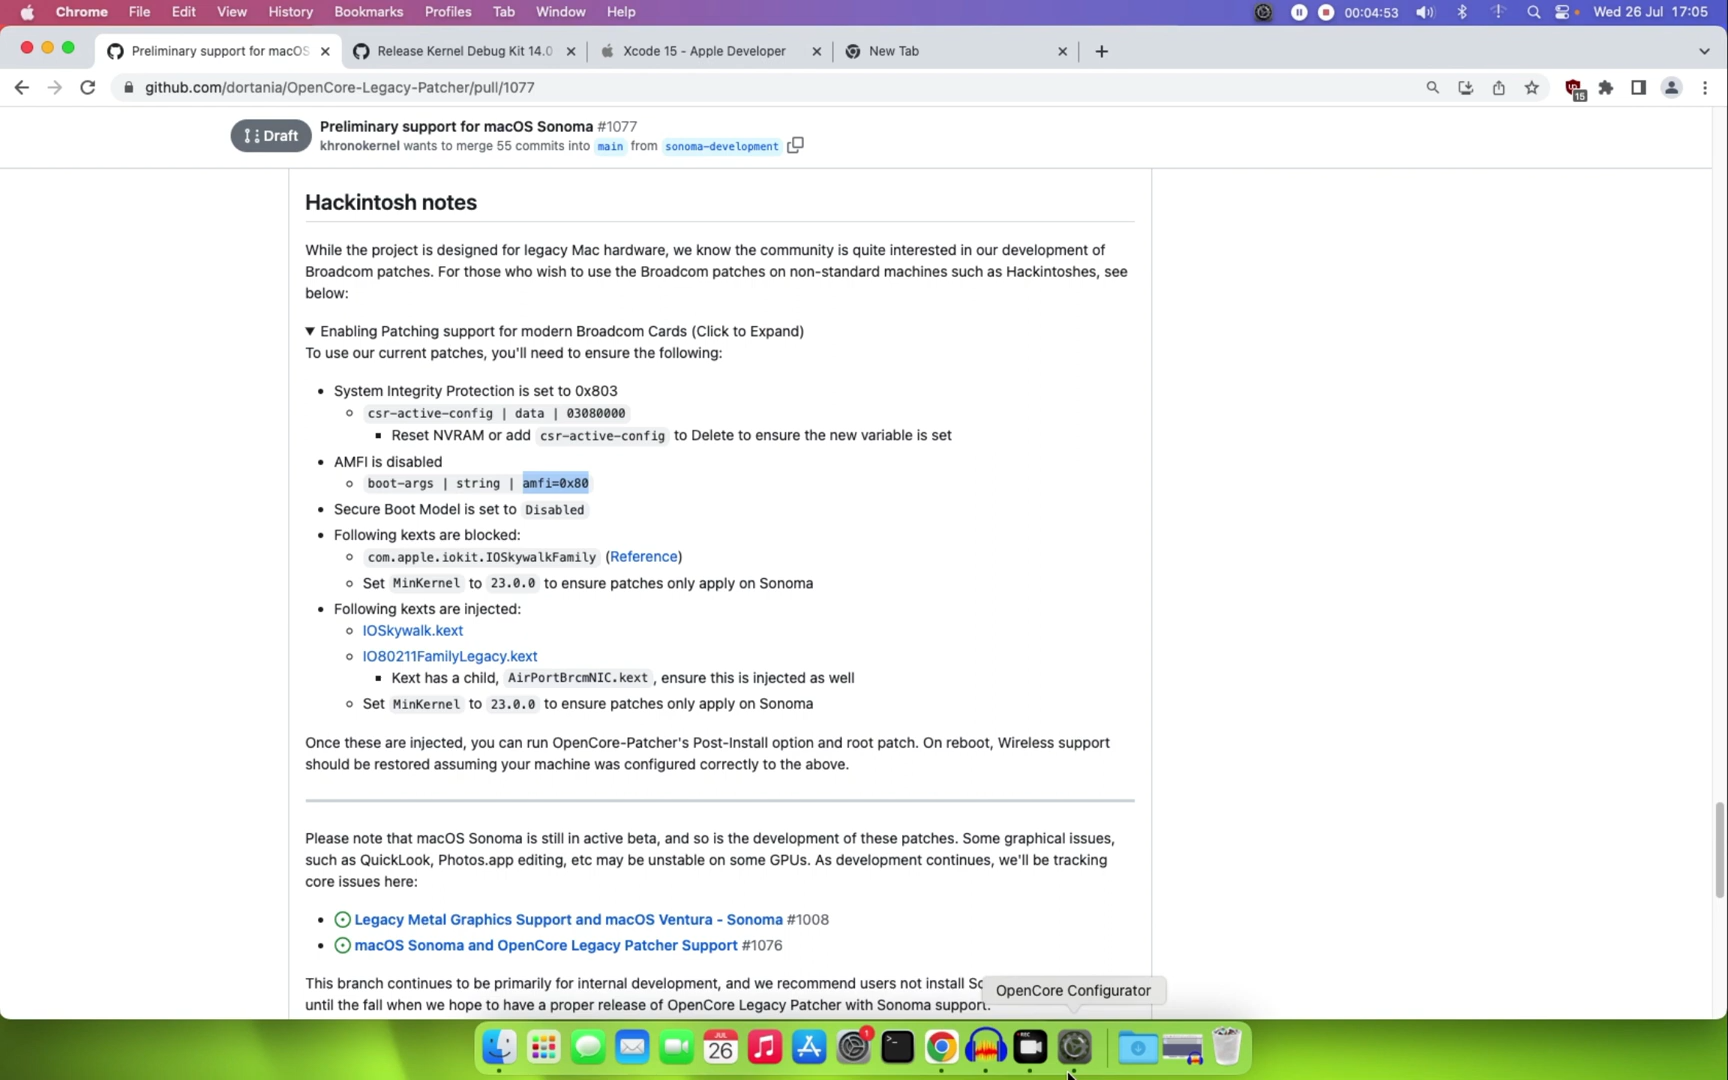 Chrome File Edit View History Bookmarks Profiles Tab Window Help 00:04:53 Wed 26 Jul 17:05
Preliminary support for macOS Release Kernel Debug Kit 14.0 Xcode 15 - Apple Developer New Tab
github.com/dortania/OpenCore-Legacy-Patcher/pull/1077 15
Draft
Preliminary support for macOS Sonoma #1077
khronokernel wants to merge 55 commits into main from sonoma-development
Hackintosh notes
While the project is designed for legacy Mac hardware, we know the community is quite interested in our development of
Broadcom patches. For those who wish to use the Broadcom patches on non-standard machines such as Hackintoshes, see
below:
Enabling Patching support for modern Broadcom Cards (Click to Expand)
To use our current patches, you'll need to ensure the following:
System Integrity Protection is set to 0x803
csr-active-config | data | 03080000
Reset NVRAM or add csr-active-config to Delete to ensure the new variable is set
AMFI is disabled
boot-args | string | amfi=0x80
Secure Boot Model is set to Disabled
Following kexts are blocked:
com.apple.iokit.IOSkywalkFamily (Reference)
Set MinKernel to 23.0.0 to ensure patches only apply on Sonoma
Following kexts are injected:
IOSkywalk.kext
IO80211FamilyLegacy.kext
Kext has a child, AirPortBrcmNIC.kext, ensure this is injected as well
Set MinKernel to 23.0.0 to ensure patches only apply on Sonoma
Once these are injected, you can run OpenCore-Patcher's Post-Install option and root patch. On reboot, Wireless support
should be restored assuming your machine was configured correctly to the above.
Please note that macOS Sonoma is still in active beta, and so is the development of these patches. Some graphical issues,
such as QuickLook, Photos.app editing, etc may be unstable on some GPUs. As development continues, we'll be tracking
core issues here:
Legacy Metal Graphics Support and macOS Ventura - Sonoma #1008
macOS Sonoma and OpenCore Legacy Patcher Support #1076
This branch continues to be primarily for internal development, and we recommend users not install So
OpenCore Configurator
until the fall when we hope to have a proper release of OpenCore Legacy Patcher with Sonoma support.
JUL
26
1
REC